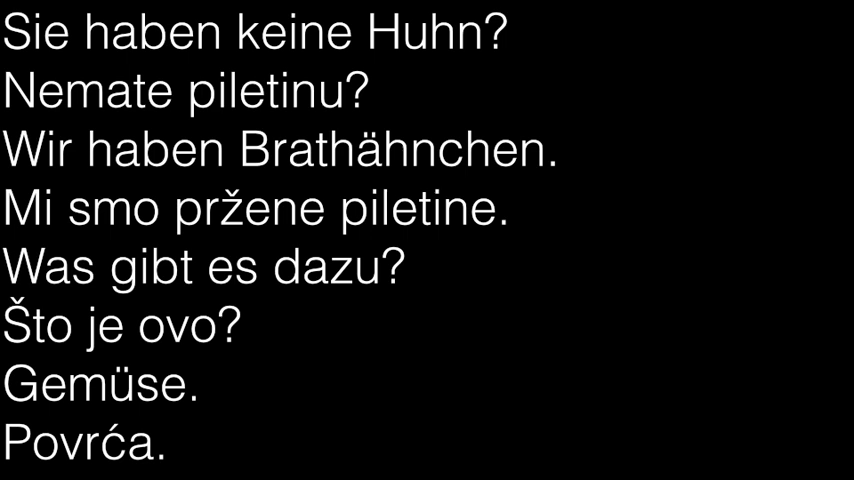 Sie haben keine Huhn?
Nemate piletinu?
Wir haben Brathähnchen.
Mi smo pržene piletine.
Was gibt es dazu?
Što je ovo?
Gemüse.
Povrća.